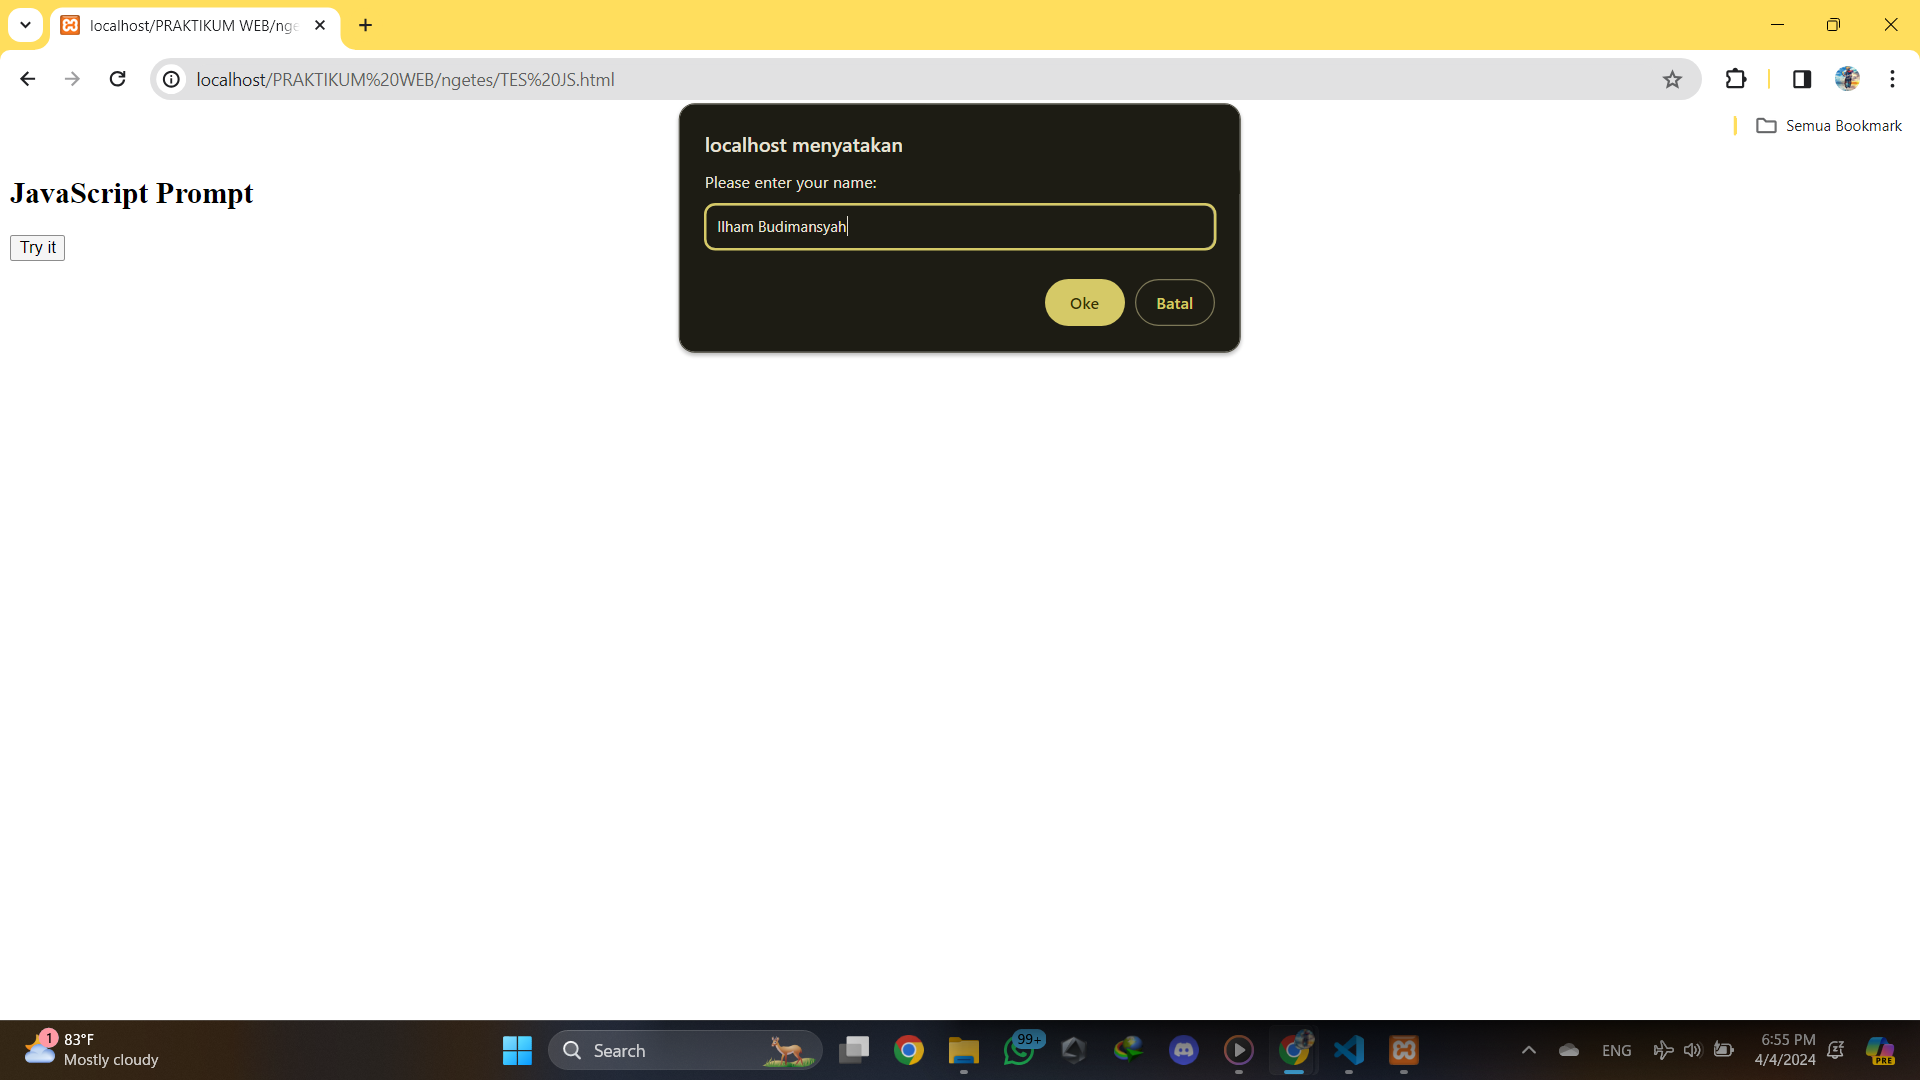 localhost/PRAKTIKUM WEB/nge
localhost/PRAKTIKUM%20WEB/ngetes/TES%20JS.html
Semua Bookmark
localhost menyatakan
Please enter your name:
Ilham Budimansyah
Oke Batal
JavaScript Prompt
Try it
1
83°F
Mostly cloudy
Search
99+
ENG
6:55 PM
4/4/2024
PRE